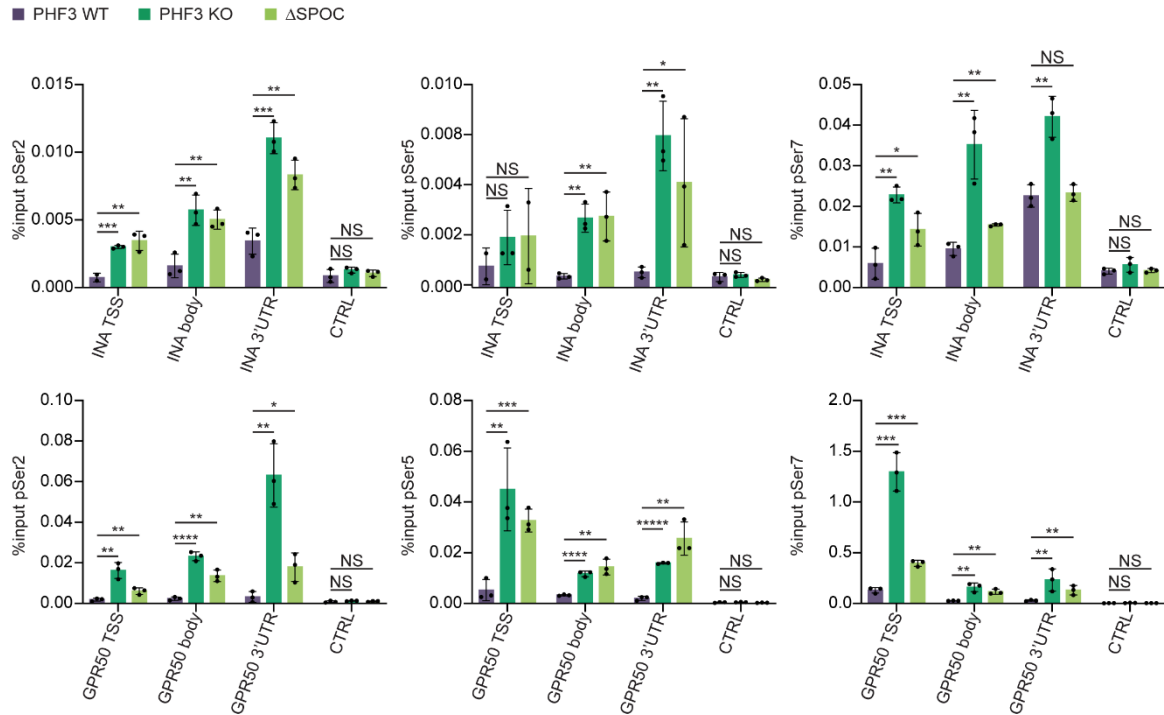 PHF3 WT PHF3 KO ΔSPOC
%input pSer2
0.015
0.010
0.005
0.000
** *** ** ** ** *** NS NS
INA TSS INA body INA 3'UTR CTRL
%input pSer5
0.010
0.008
0.004
0.002
0.000
NS NS ** ** * ** NS NS
INA TSS INA body INA 3'UTR CTRL
%input pSer7
0.05
0.04
0.03
0.02
0.01
0.00
* ** ** ** NS ** NS NS
INA TSS INA body INA 3'UTR CTRL
%input pSer2
0.10
0.08
0.06
0.04
0.02
0.00
** ** ** **** * ** NS NS
GPR50 TSS GPR50 body GPR50 3'UTR CTRL
%input pSer5
0.08
0.06
0.04
0.02
0.00
*** ** ** **** ** ***** NS NS
GPR50 TSS GPR50 body GPR50 3'UTR CTRL
%input pSer7
2.0
1.5
1.0
0.5
0.0
*** *** ** ** ** ** NS NS
GPR50 TSS GPR50 body GPR50 3'UTR CTRL